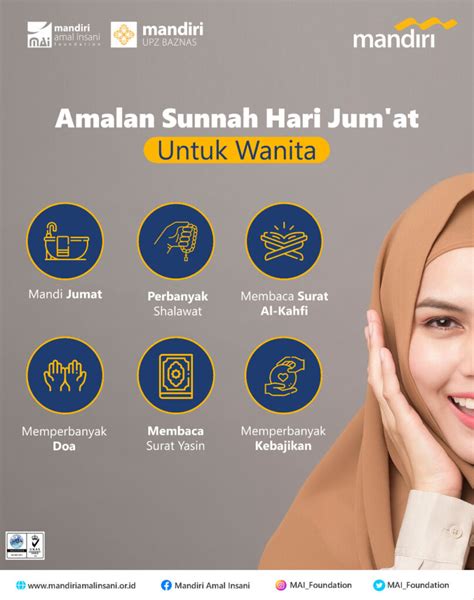 MAI
mandiri
amal insani
foundation
mandiri
UPZ BAZNAS
mandiri
Amalan Sunnah Hari Jum'at
Untuk Wanita
Mandi Jumat
Perbanyak
Shalawat
Membaca Surat
Al-Kahfi
Memperbanyak
Doa
Membaca
Surat Yasin
Memperbanyak
Kebajikan
www.mandiriamalinsani.or.id
Mandiri Amal Insani
MAI_Foundation
MAI_Foundation